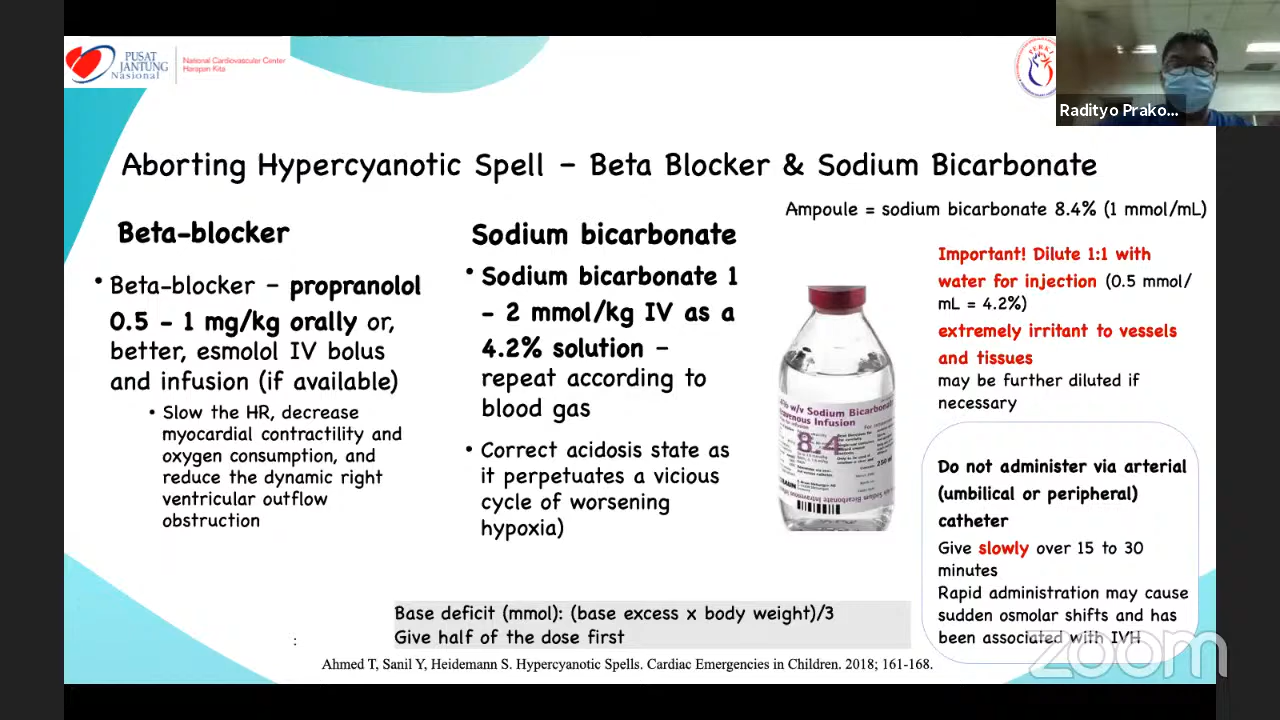 PUSAT
JANTUNG
Nasional
National Cardiovascular Center
Harapan Kita
PERKI
Radityo Prako...
Aborting Hypercyanotic Spell – Beta Blocker & Sodium Bicarbonate
Ampoule = sodium bicarbonate 8.4% (1 mmol/mL)
Beta-blocker
• Beta-blocker – propranolol
0.5 – 1 mg/kg orally or,
better, esmolol IV bolus
and infusion (if available)
• Slow the HR, decrease
myocardial contractility and
oxygen consumption, and
reduce the dynamic right
ventricular outflow
obstruction
Sodium bicarbonate
• Sodium bicarbonate 1
– 2 mmol/kg IV as a
4.2% solution –
repeat according to
blood gas
• Correct acidosis state as
it perpetuates a vicious
cycle of worsening
hypoxia)
w/v Sodium Bicarbonate
Intravenous Infusion
8.4
250 ml
Important! Dilute 1:1 with
water for injection (0.5 mmol/
mL = 4.2%)
extremely irritant to vessels
and tissues
may be further diluted if
necessary
Do not administer via arterial
(umbilical or peripheral)
catheter
Give slowly over 15 to 30
minutes
Rapid administration may cause
sudden osmolar shifts and has
been associated with IVH
Base deficit (mmol): (base excess x body weight)/3
Give half of the dose first
:
Ahmed T, Sanil Y, Heidemann S. Hypercyanotic Spells. Cardiac Emergencies in Children. 2018; 161-168.
zoom